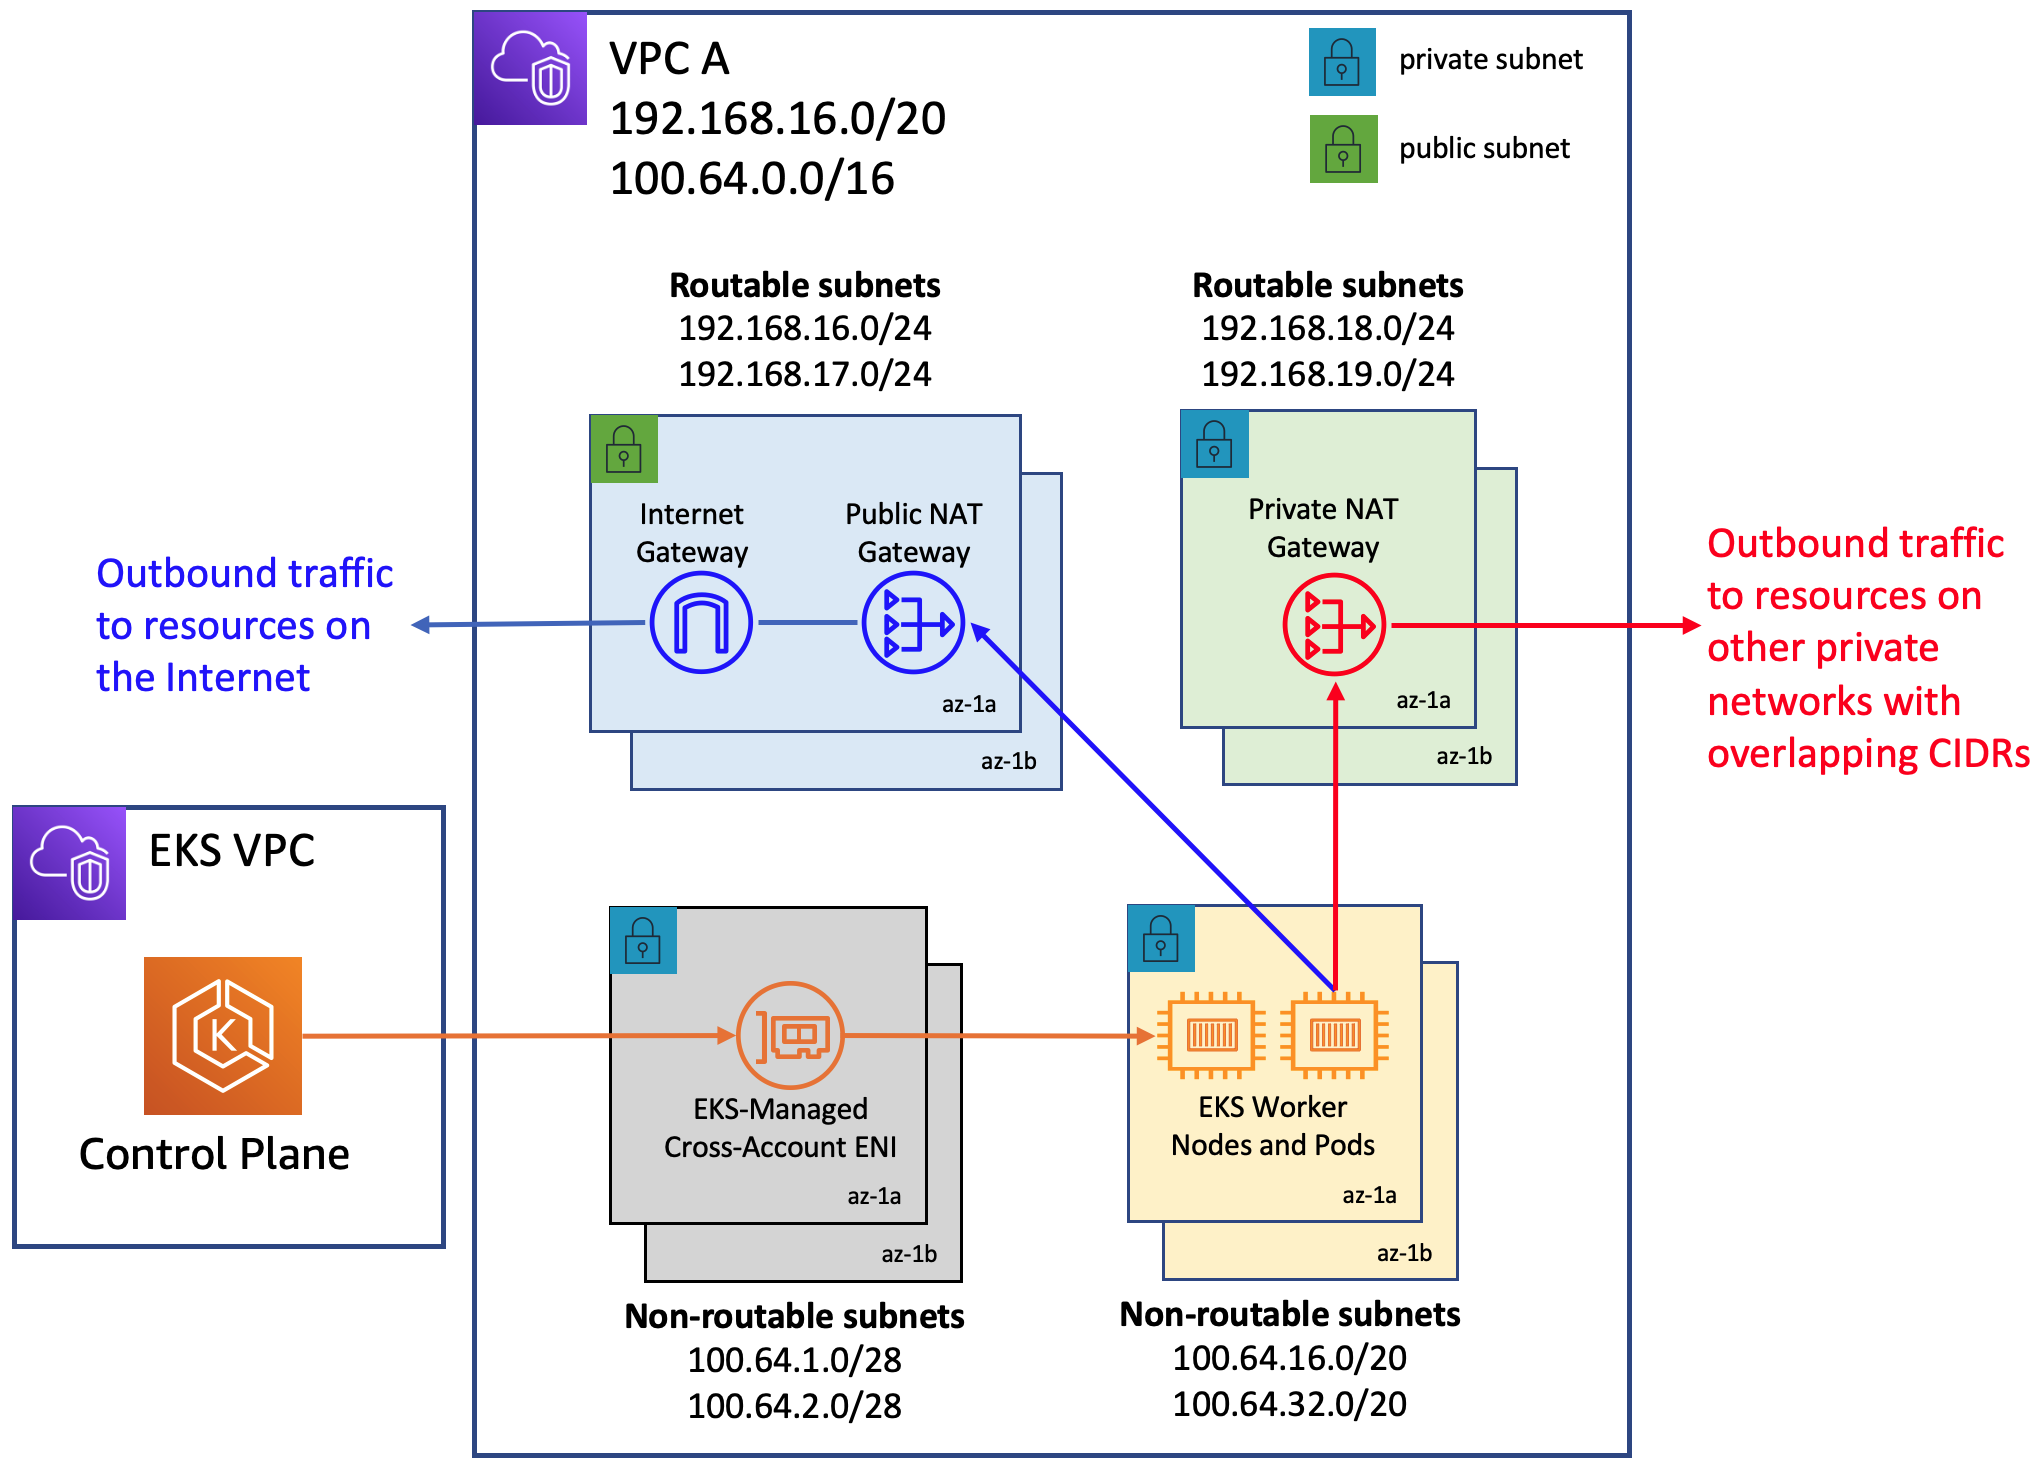 VPC A
192.168.16.0/20
100.64.0.0/16
private subnet
public subnet
Routable subnets
192.168.16.0/24
192.168.17.0/24
Routable subnets
192.168.18.0/24
192.168.19.0/24
Internet
Gateway
Public NAT
Gateway
az-1a
az-1b
Private NAT
Gateway
az-1a
az-1b
Outbound traffic
to resources on
the Internet
Outbound traffic
to resources on
other private
networks with
overlapping CIDRs
EKS VPC
K
Control Plane
EKS-Managed
Cross-Account ENI
az-1a
az-1b
Non-routable subnets
100.64.1.0/28
100.64.2.0/28
EKS Worker
Nodes and Pods
az-1a
az-1b
Non-routable subnets
100.64.16.0/20
100.64.32.0/20